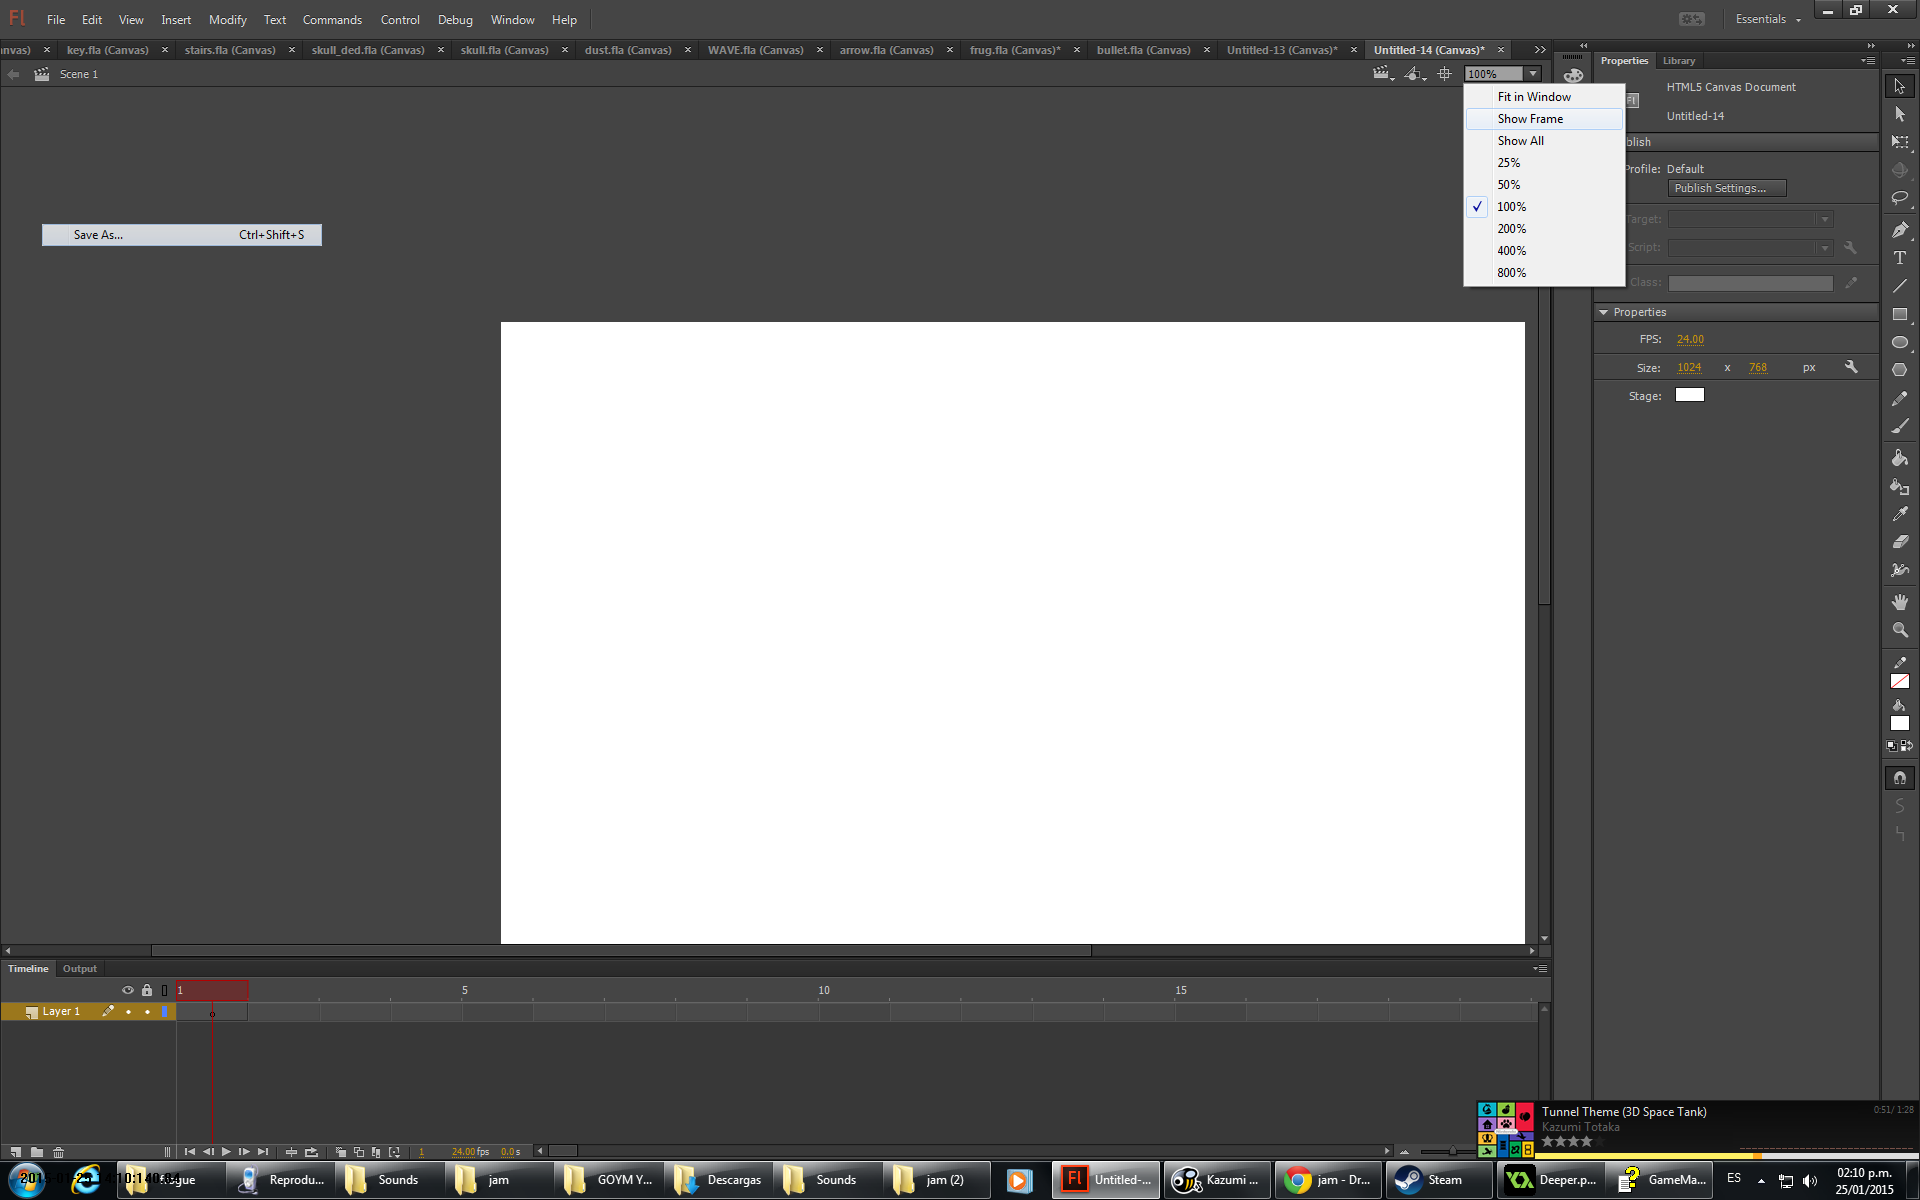 Fl File Edit View Insert Modify Text Commands Control Debug Window Help Essentials
nvas) × key.fla (Canvas) × stairs.fla (Canvas) × skull_ded.fla (Canvas) × skull.fla (Canvas) × dust.fla (Canvas) × WAVE.fla (Canvas) × arrow.fla (Canvas) × frug.fla (Canvas)* × bullet.fla (Canvas) × Untitled-13 (Canvas)* × Untitled-14 (Canvas)* ×
Properties Library
Scene 1 100%
Fit in Window
Show Frame
Show All
25%
50%
100%
200%
400%
800%
Save As... Ctrl+Shift+S
HTML5 Canvas Document
Untitled-14
blish
Profile: Default
Publish Settings...
Target:
Script:
Class:
Properties
FPS: 24.00
Size: 1024 x 768 px
Stage:
Timeline Output
1 5 10 15
Layer 1
1 24.00 fps 0.0 s
Tunnel Theme (3D Space Tank) 0:51/ 1:28
Kazumi Totaka
Reprodu... Sounds jam GOYM Y... Descargas Sounds jam (2) Fl Untitled-... Kazumi ... jam - Dr... Steam Deeper.p... GameMa... ES
02:10 p.m.
25/01/2015